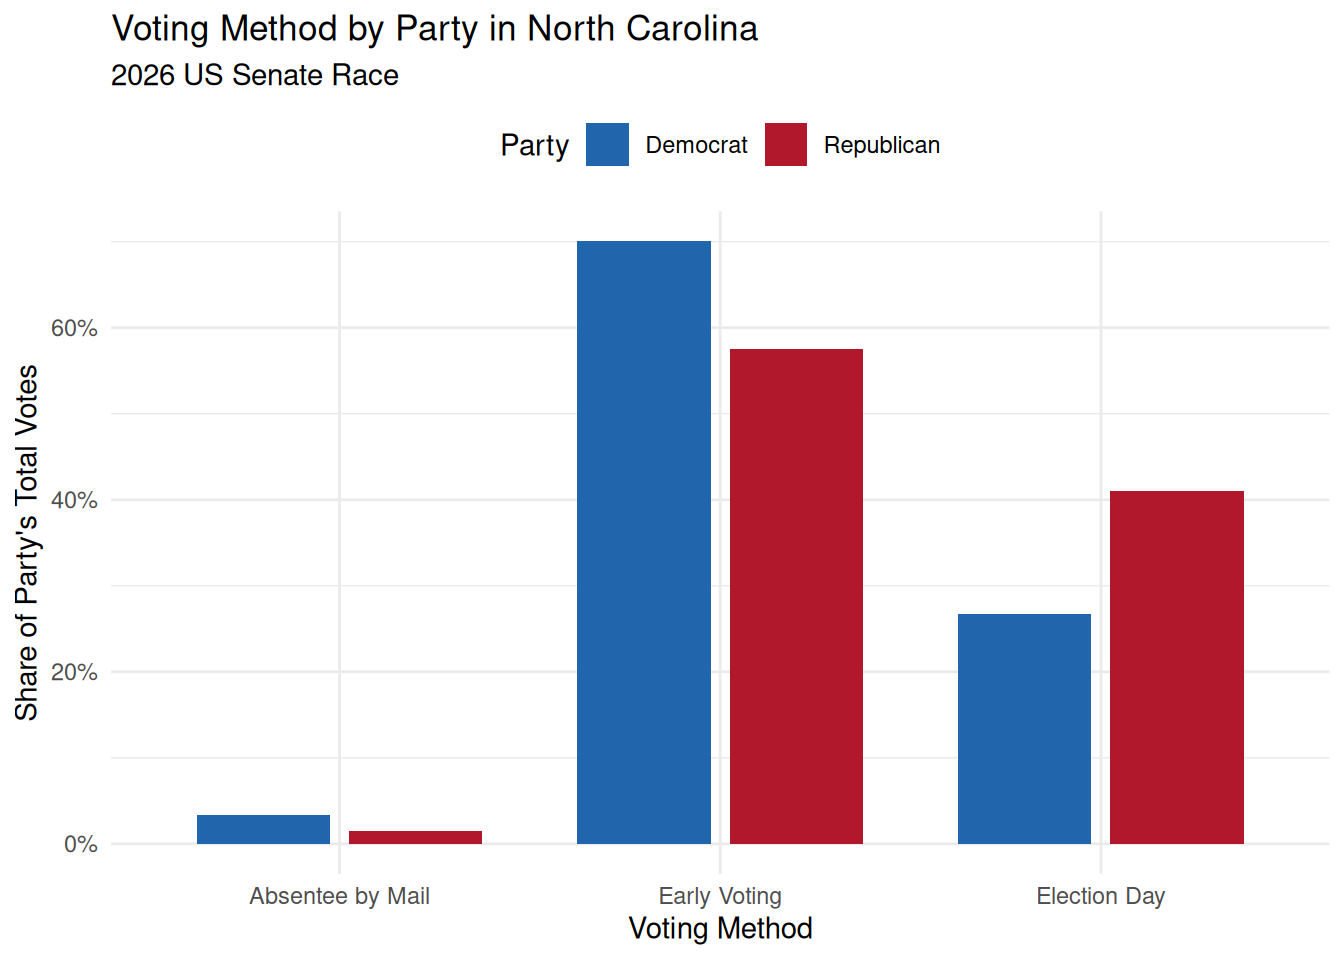 Voting Method by Party in North Carolina
2026 US Senate Race
Party Democrat Republican
Share of Party's Total Votes
60%
40%
20%
0%
Absentee by Mail Early Voting Election Day
Voting Method